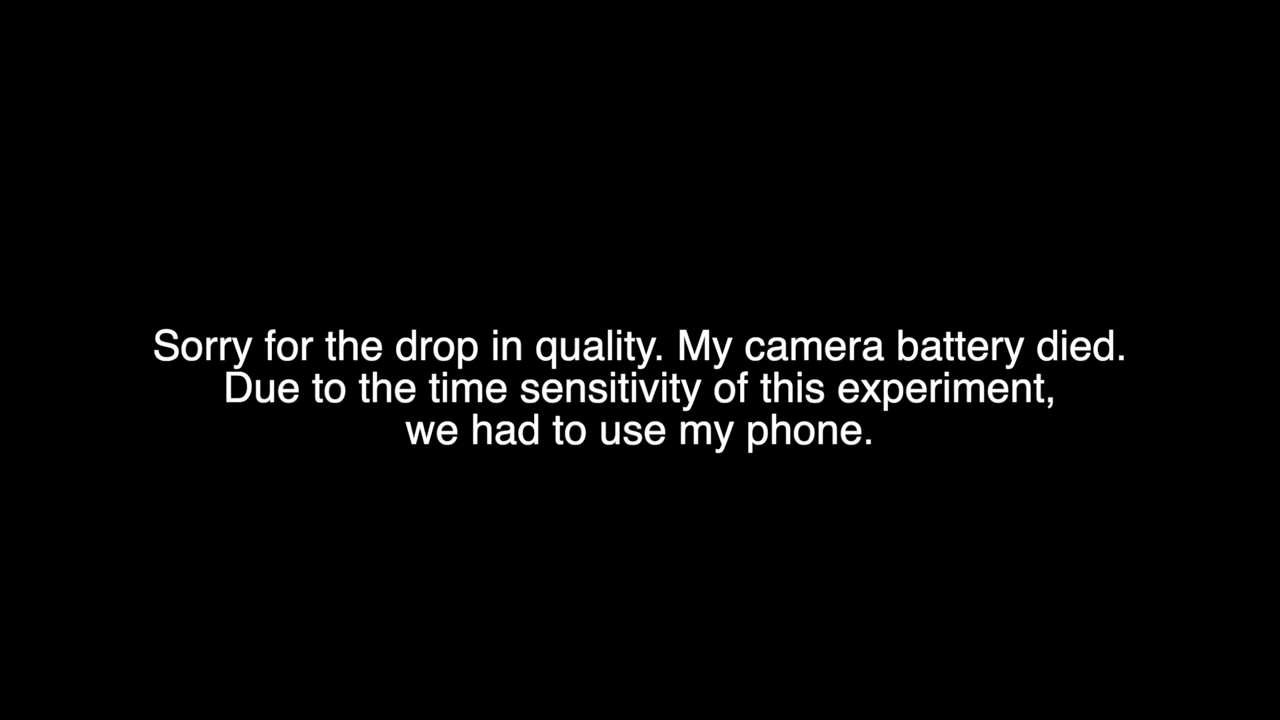 Sorry for the drop in quality. My camera battery died.
Due to the time sensitivity of this experiment,
we had to use my phone.